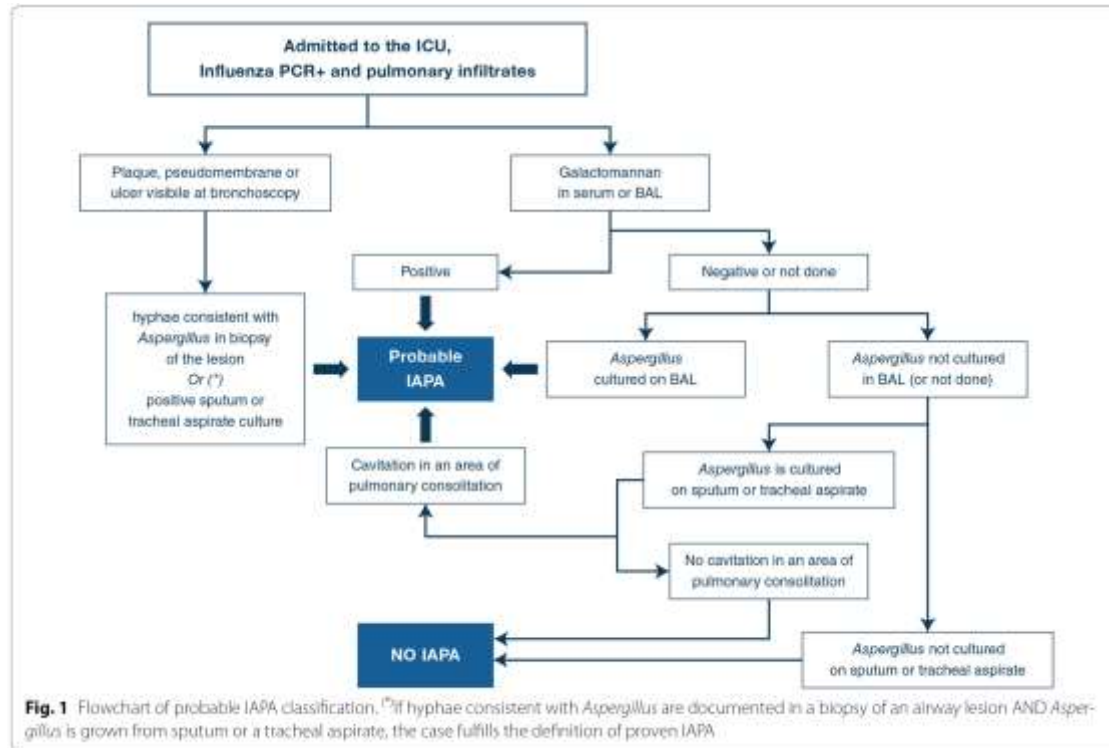 Admitted to the ICU,
Influenza PCR+ and pulmonary infiltrates
Plaque, pseudomembrane or
ulcer visibile at bronchoscopy
Galactomannan
in serum or BAL
Positive
Negative or not done
hyphae consistent with
Aspergillus in biopsy
of the lesion
Or (*)
positive sputum or
tracheal aspirate culture
Probable
IAPA
Aspergillus
cultured on BAL
Aspergillus not cultured
in BAL (or not done)
Cavitation in an area of
pulmonary consolitation
Aspergillus is cultured
on sputum or tracheal aspirate
No cavitation in an area of
pulmonary consolitation
NO IAPA
Aspergillus not cultured
on sputum or tracheal aspirate
Fig. 1 Flowchart of probable IAPA classification. (*)If hyphae consistent with Aspergillus are documented in a biopsy of an airway lesion AND Asper-
gillus is grown from sputum or a tracheal aspirate, the case fulfills the definition of proven IAPA